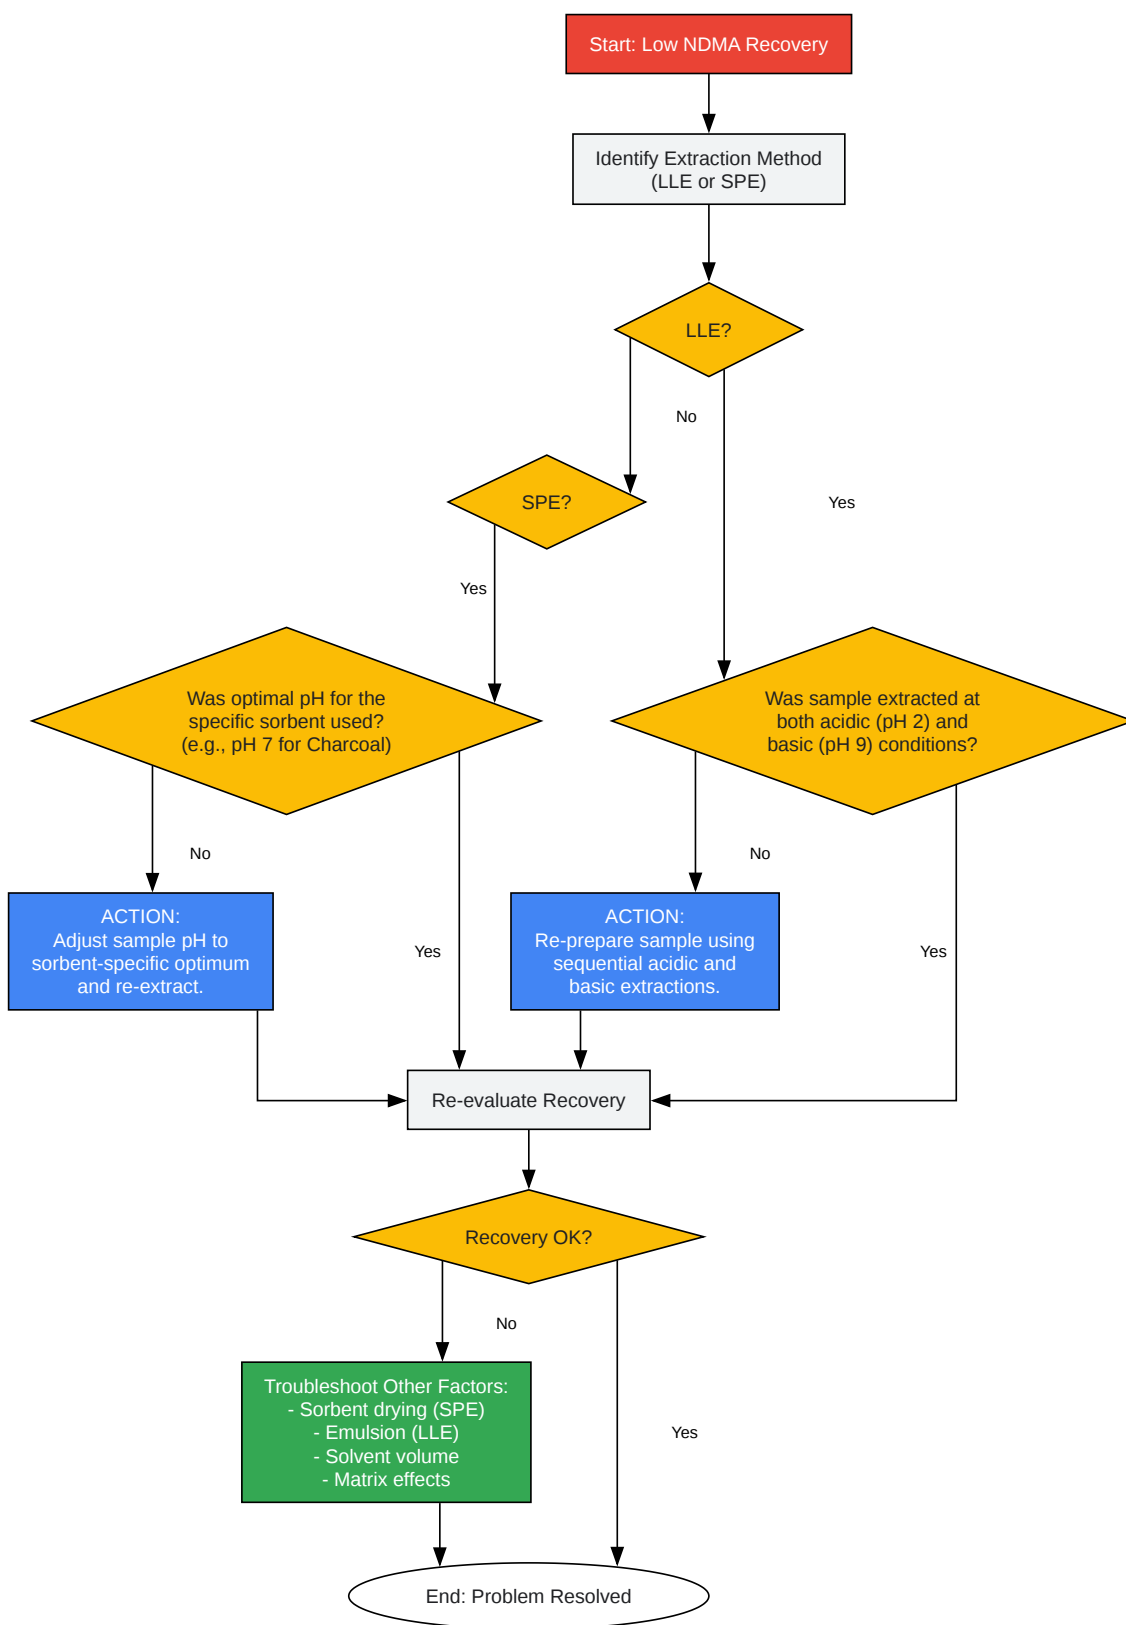 Start: Low NDMA Recovery
Identify Extraction Method
(LLE or SPE)
LLE?
No
Yes
SPE?
Yes
Was optimal pH for the
specific sorbent used?
(e.g., pH 7 for Charcoal)
Was sample extracted at
both acidic (pH 2) and
basic (pH 9) conditions?
No
No
ACTION:
Adjust sample pH to
sorbent-specific optimum
and re-extract.
Yes
ACTION:
Re-prepare sample using
sequential acidic and
basic extractions.
Yes
Re-evaluate Recovery
Recovery OK?
No
Troubleshoot Other Factors:
- Sorbent drying (SPE)
- Emulsion (LLE)
- Solvent volume
- Matrix effects
Yes
End: Problem Resolved